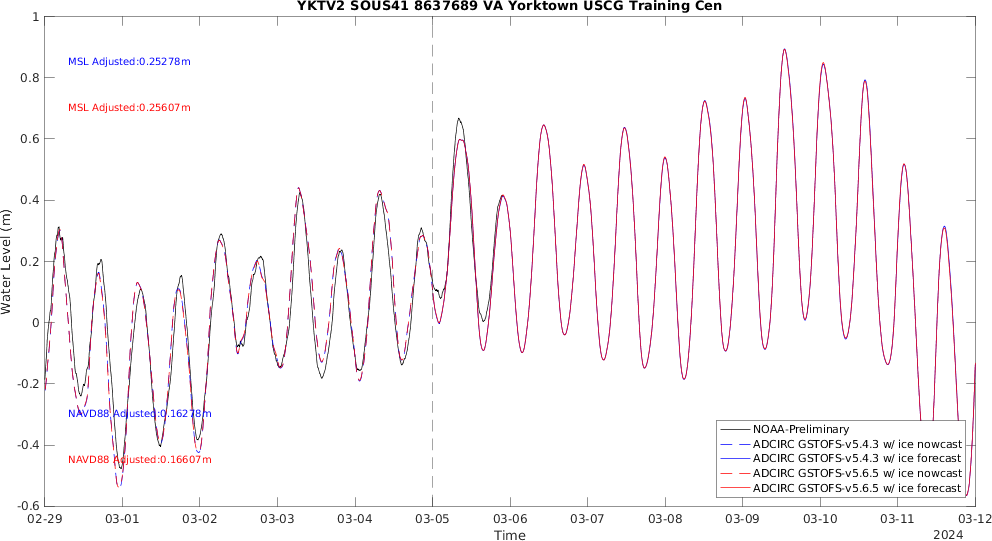 YKTV2 SOUS41 8637689 VA Yorktown USCG Training Cen
1
0.8
0.6
0.4
0.2
0
-0.2
-0.4
-0.6
Water Level (m)
MSL Adjusted:0.25278m
MSL Adjusted:0.25607m
NAVD88 Adjusted:0.16278m
NAVD88 Adjusted:0.16607m
NOAA-Preliminary
ADCIRC GSTOFS-v5.4.3 w/ ice nowcast
ADCIRC GSTOFS-v5.4.3 w/ ice forecast
ADCIRC GSTOFS-v5.6.5 w/ ice nowcast
ADCIRC GSTOFS-v5.6.5 w/ ice forecast
02-29 03-01 03-02 03-03 03-04 03-05 03-06 03-07 03-08 03-09 03-10 03-11 03-12
Time
2024